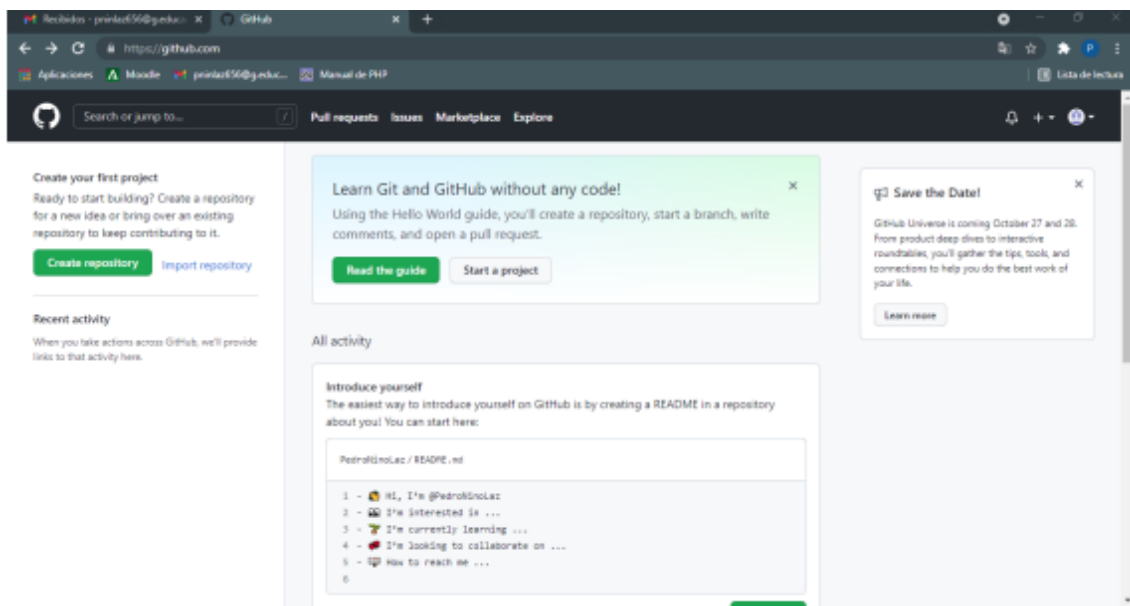 Recibidos - prinlazl656@g.educa
GitHub
https://github.com
P
Aplicaciones
Moodle
prinlazl656@g.educ...
Manual de PHP
Lista de lectura
Search or jump to...
/
Pull requests Issues Marketplace Explore
Create your first project
Ready to start building? Create a repository
for a new idea or bring over an existing
repository to keep contributing to it.
Create repository
Import repository
Recent activity
When you take actions across GitHub, we'll provide
links to that activity here.
Learn Git and GitHub without any code!
Using the Hello World guide, you'll create a repository, start a branch, write
comments, and open a pull request.
Read the guide
Start a project
All activity
Introduce yourself
The easiest way to introduce yourself on GitHub is by creating a README in a repository
about you! You can start here:
PedroNinoLaz / README.md
1 - 👋 Hi, I'm @PedroNinoLaz
2 - 👀 I'm interested in ...
3 - 🌱 I'm currently learning ...
4 - 💞️ I'm looking to collaborate on ...
5 - 📫 How to reach me ...
6
Save the Date!
GitHub Universe is coming October 27 and 28.
From product deep dives to interactive
roundtables, you'll gather the tips, tools, and
connections to help you do the best work of
your life.
Learn more